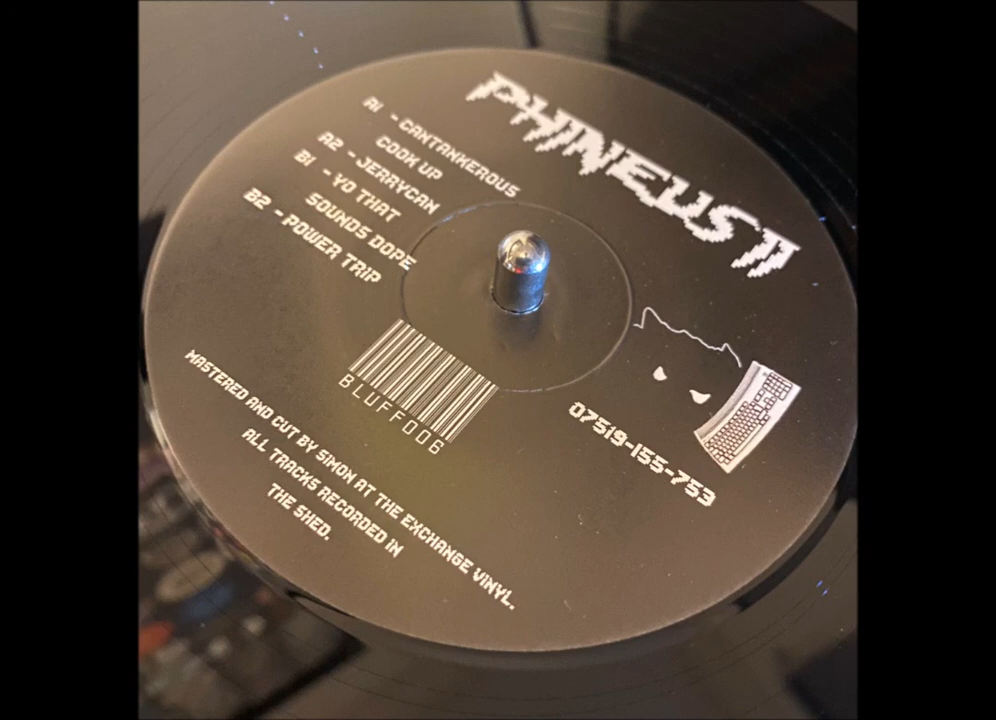 PHINEUS II
A1 - CANTANKEROUS
COOK UP
A2 - JERRYCAN
B1 - YO THAT
SOUNDS DOPE
B2 - POWER TRIP
BLUFF006
07519-155-753
MASTERED AND CUT BY SIMON AT THE EXCHANGE VINYL.
ALL TRACKS RECORDED IN
THE SHED.